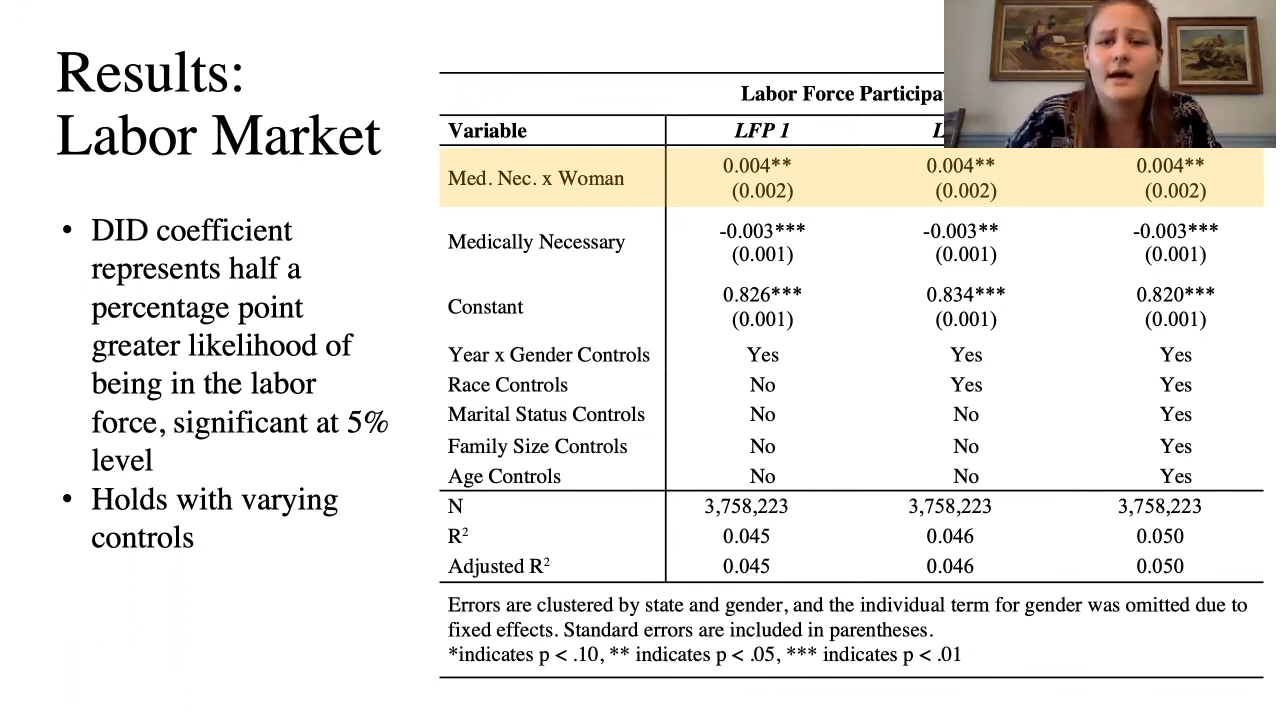 Results:
Labor Market
• DID coefficient
represents half a
percentage point
greater likelihood of
being in the labor
force, significant at 5%
level
• Holds with varying
controls
Labor Force Participa
Variable LFP 1 L
Med. Nec. x Woman 0.004** 0.004** 0.004**
(0.002) (0.002) (0.002)
Medically Necessary -0.003*** -0.003** -0.003***
(0.001) (0.001) (0.001)
Constant 0.826*** 0.834*** 0.820***
(0.001) (0.001) (0.001)
Year x Gender Controls Yes Yes Yes
Race Controls No Yes Yes
Marital Status Controls No No Yes
Family Size Controls No No Yes
Age Controls No No Yes
N 3,758,223 3,758,223 3,758,223
R² 0.045 0.046 0.050
Adjusted R² 0.045 0.046 0.050
Errors are clustered by state and gender, and the individual term for gender was omitted due to
fixed effects. Standard errors are included in parentheses.
*indicates p < .10, ** indicates p < .05, *** indicates p < .01